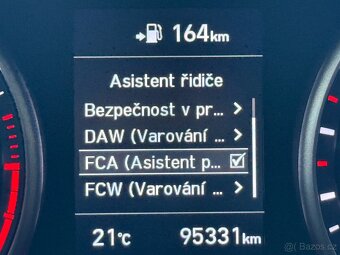 164km
Asistent řidiče
Bezpečnost v pr...
DAW (Varování ...
FCA (Asistent p...
FCW (Varování ...
21°C 95331km
Bazos.cz